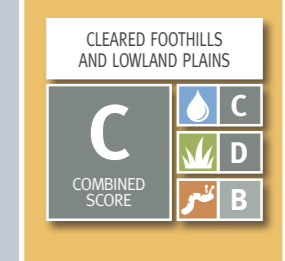 CLEARED FOOTHILLS
AND LOWLAND PLAINS
C
COMBINED
SCORE
C
D
B